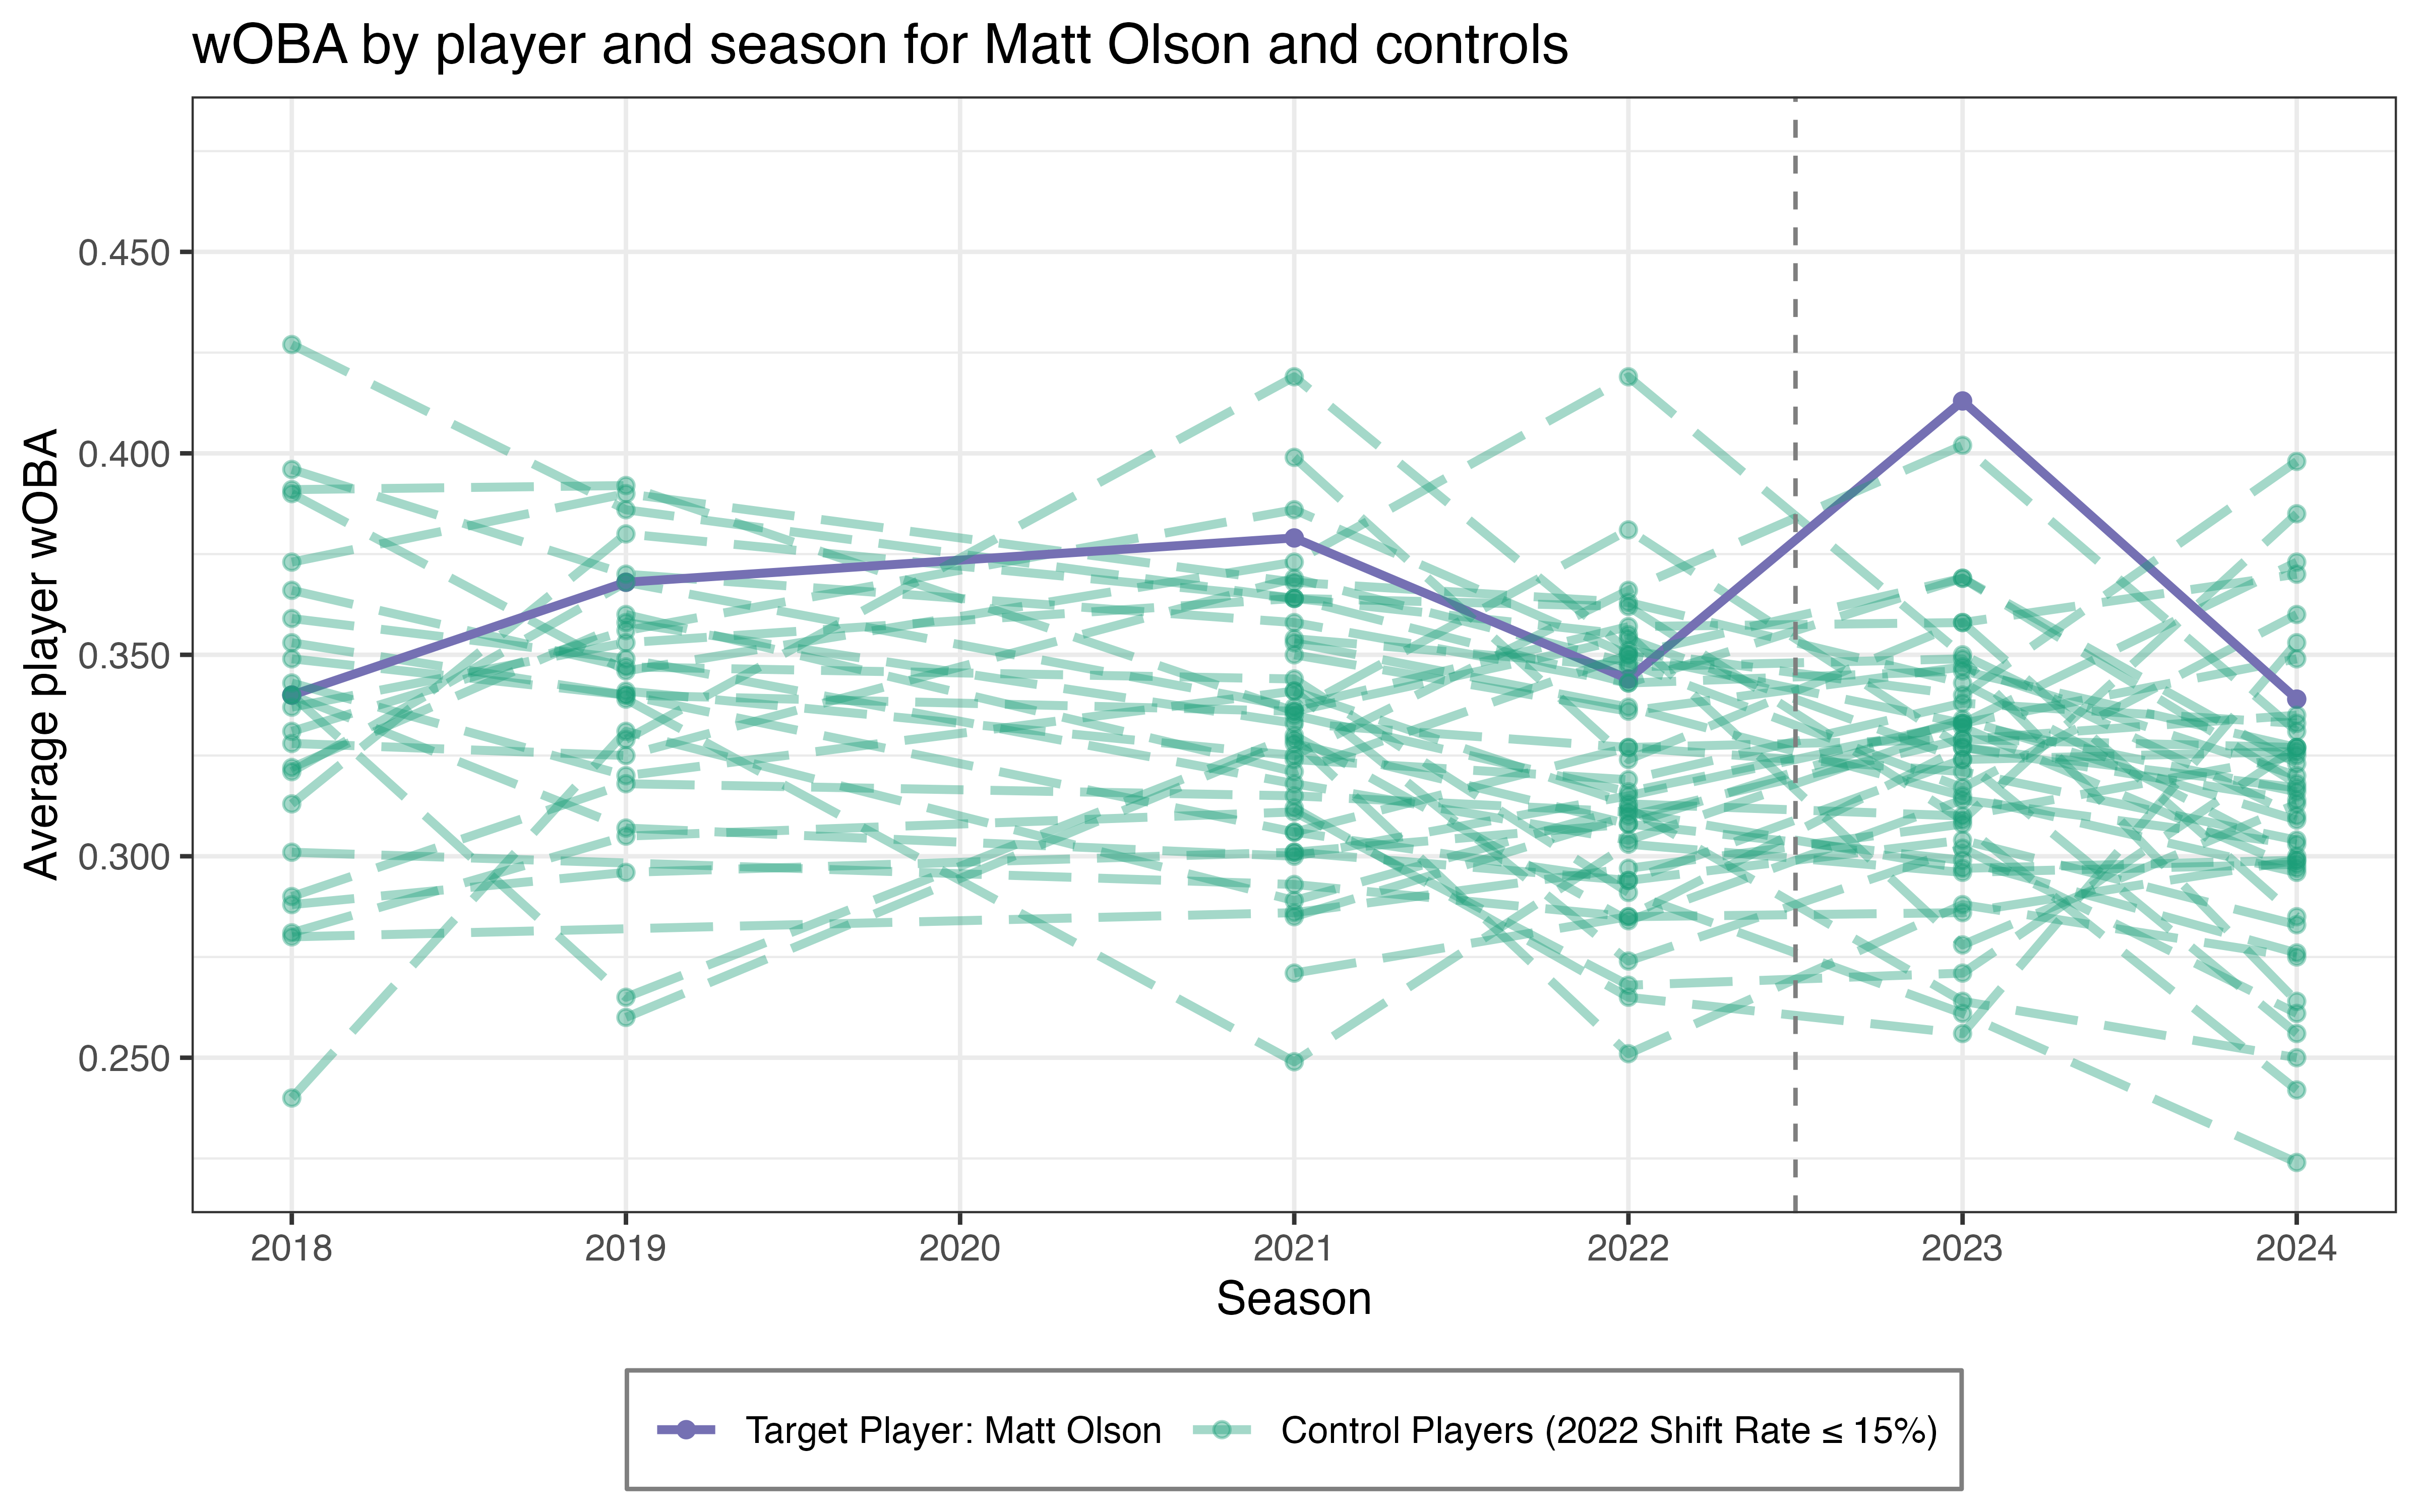 wOBA by player and season for Matt Olson and controls
Average player wOBA
0.450
0.400
0.350
0.300
0.250
2018 2019 2020 2021 2022 2023 2024
Season
Target Player: Matt Olson Control Players (2022 Shift Rate ≤ 15%)